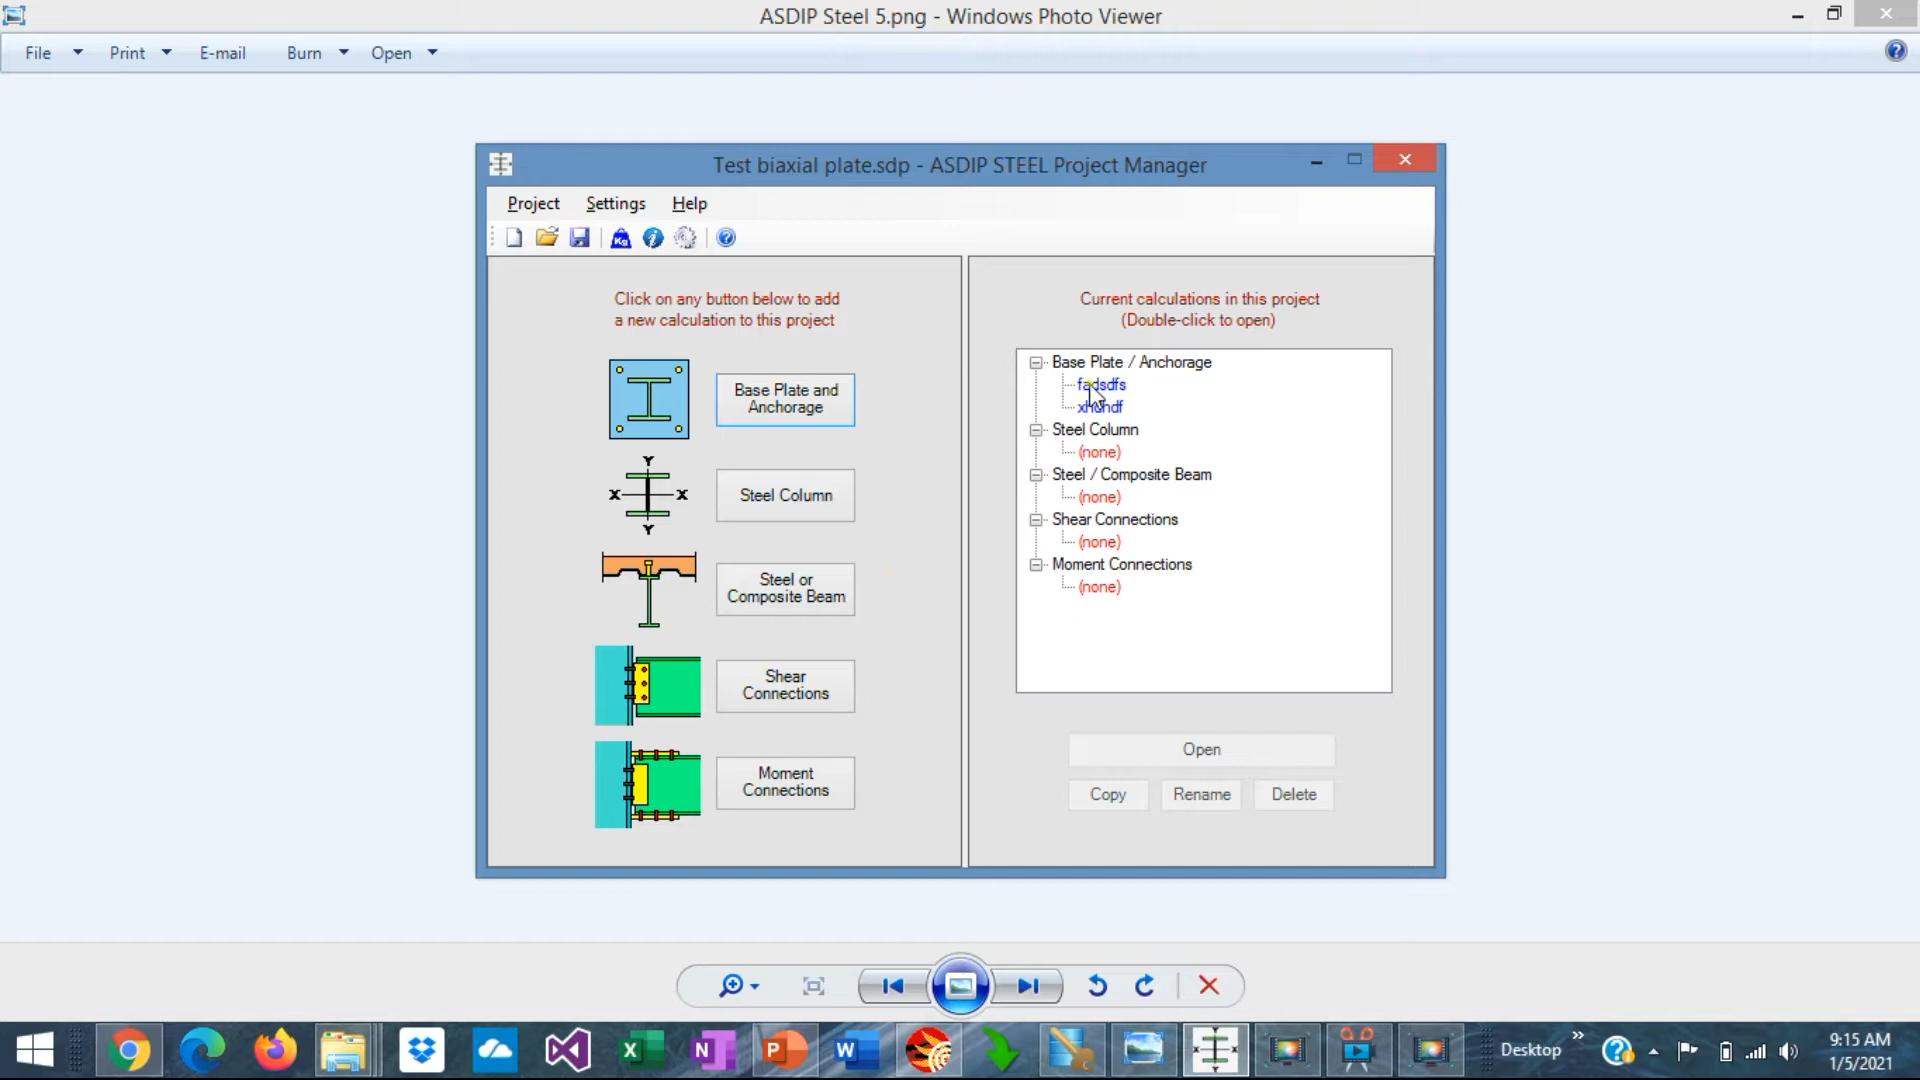 ASDIP Steel 5.png - Windows Photo Viewer
File Print E-mail Burn Open
Test biaxial plate.sdp - ASDIP STEEL Project Manager
Project Settings Help
Kg
Click on any button below to add
a new calculation to this project
Base Plate and
Anchorage
Y
X X
Y
Steel Column
Steel or
Composite Beam
Shear
Connections
Moment
Connections
Current calculations in this project
(Double-click to open)
Base Plate / Anchorage
fadsdfs
Steel Column
(none)
Steel / Composite Beam
(none)
Shear Connections
(none)
Moment Connections
(none)
Open
Copy Rename Delete
Desktop
9:15 AM
1/5/2021